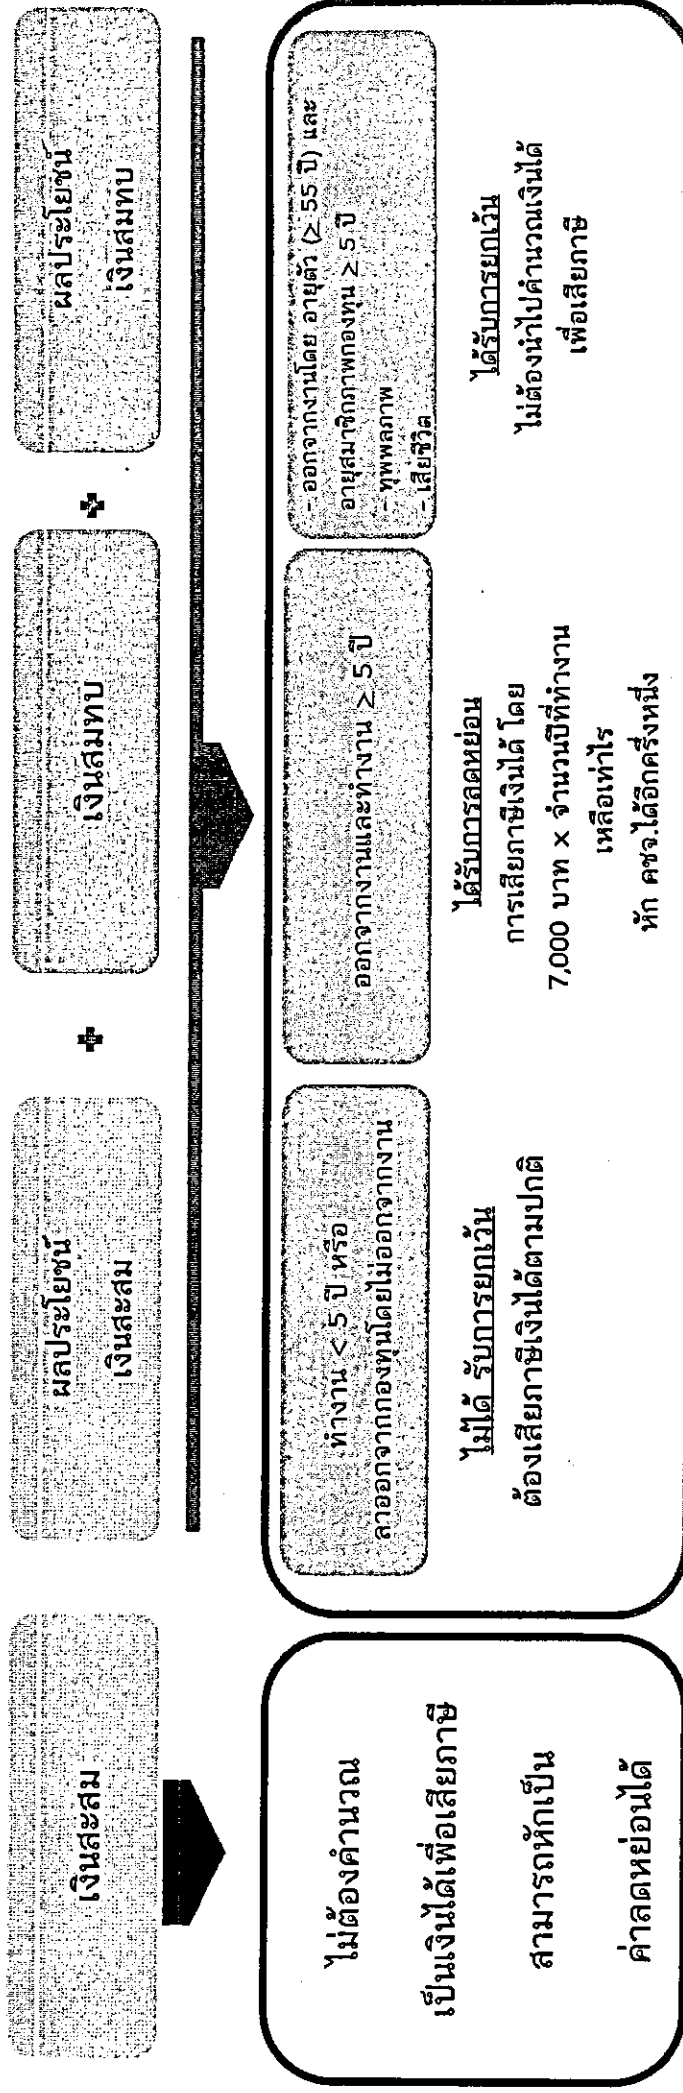 เงินสะสม
ผลประโยชน์
เงินสะสม
เงินสมทบ
ผลประโยชน์
เงินสมทบ
ไม่ต้องคำนวณ
เป็นเงินได้เพื่อเสียภาษี
สามารถหักเป็น
ค่าลดหย่อนได้
ทำงาน < 5 ปี หรือ
ลาออกจากกองทุนโดยไม่ออกจากงาน
ไม่ได้ รับการยกเว้น
ต้องเสียภาษีเงินได้ตามปกติ
ออกจากงานและทำงาน ≥ 5 ปี
ได้รับการลดหย่อน
การเสียภาษีเงินได้ โดย
7,000 บาท x จำนวนปีที่ทำงาน
เหลือเท่าไร
หัก คชจ.ได้อีกครึ่งหนึ่ง
- ออกจากงานโดย อายุตัว (≥ 55 ปี) และ
อายุสมาชิกภาพกองทุน ≥ 5 ปี
- ทุพพลภาพ
- เสียชีวิต
ได้รับการยกเว้น
ไม่ต้องนำไปคำนวณเงินได้
เพื่อเสียภาษี